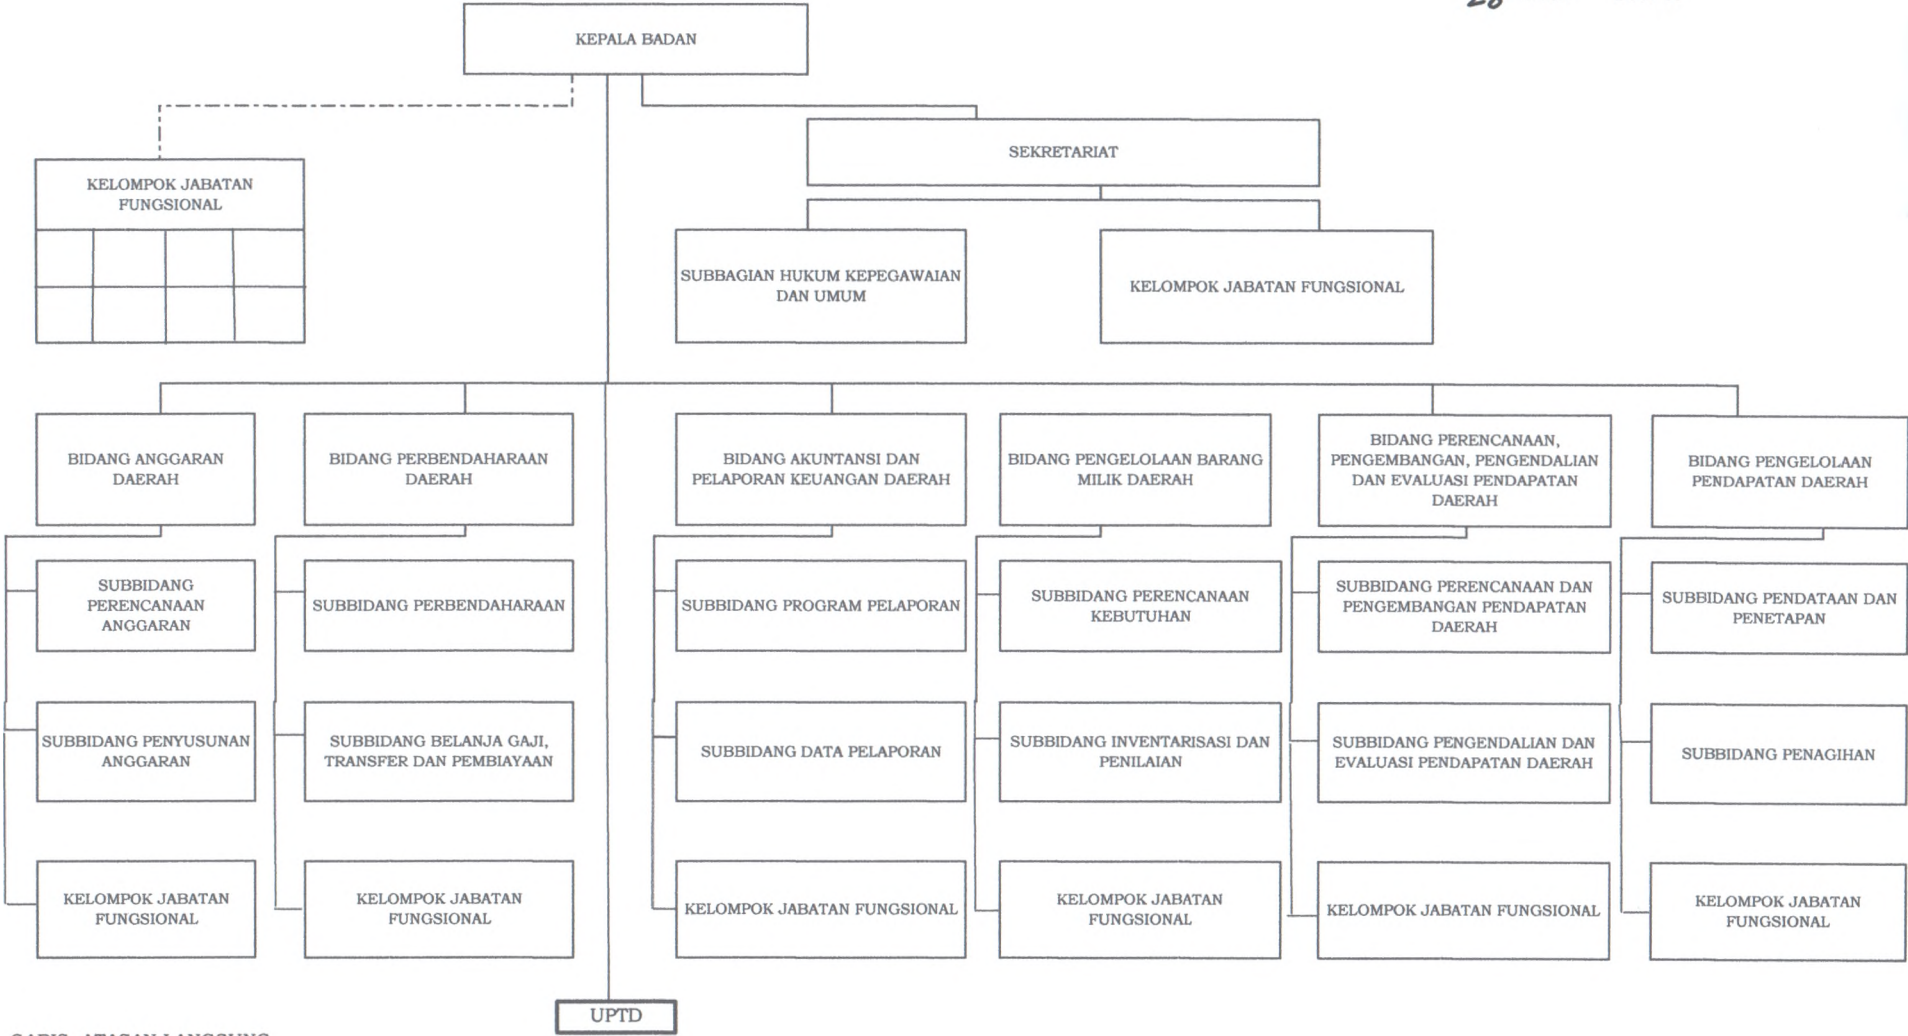 28
KEPALA BADAN
SEKRETARIAT
KELOMPOK JABATAN
FUNGSIONAL
SUBBAGIAN HUKUM KEPEGAWAIAN
DAN UMUM
KELOMPOK JABATAN FUNGSIONAL
BIDANG ANGGARAN
DAERAH
BIDANG PERBENDAHARAAN
DAERAH
BIDANG AKUNTANSI DAN
PELAPORAN KEUANGAN DAERAH
BIDANG PENGELOLAAN BARANG
MILIK DAERAH
BIDANG PERENCANAAN,
PENGEMBANGAN, PENGENDALIAN
DAN EVALUASI PENDAPATAN
DAERAH
BIDANG PENGELOLAAN
PENDAPATAN DAERAH
SUBBIDANG
PERENCANAAN
ANGGARAN
SUBBIDANG PERBENDAHARAAN
SUBBIDANG PROGRAM PELAPORAN
SUBBIDANG PERENCANAAN
KEBUTUHAN
SUBBIDANG PERENCANAAN DAN
PENGEMBANGAN PENDAPATAN
DAERAH
SUBBIDANG PENDATAAN DAN
PENETAPAN
SUBBIDANG PENYUSUNAN
ANGGARAN
SUBBIDANG BELANJA GAJI,
TRANSFER DAN PEMBIAYAAN
SUBBIDANG DATA PELAPORAN
SUBBIDANG INVENTARISASI DAN
PENILAIAN
SUBBIDANG PENGENDALIAN DAN
EVALUASI PENDAPATAN DAERAH
SUBBIDANG PENAGIHAN
KELOMPOK JABATAN
FUNGSIONAL
KELOMPOK JABATAN
FUNGSIONAL
KELOMPOK JABATAN FUNGSIONAL
KELOMPOK JABATAN
FUNGSIONAL
KELOMPOK JABATAN FUNGSIONAL
KELOMPOK JABATAN
FUNGSIONAL
UPTD